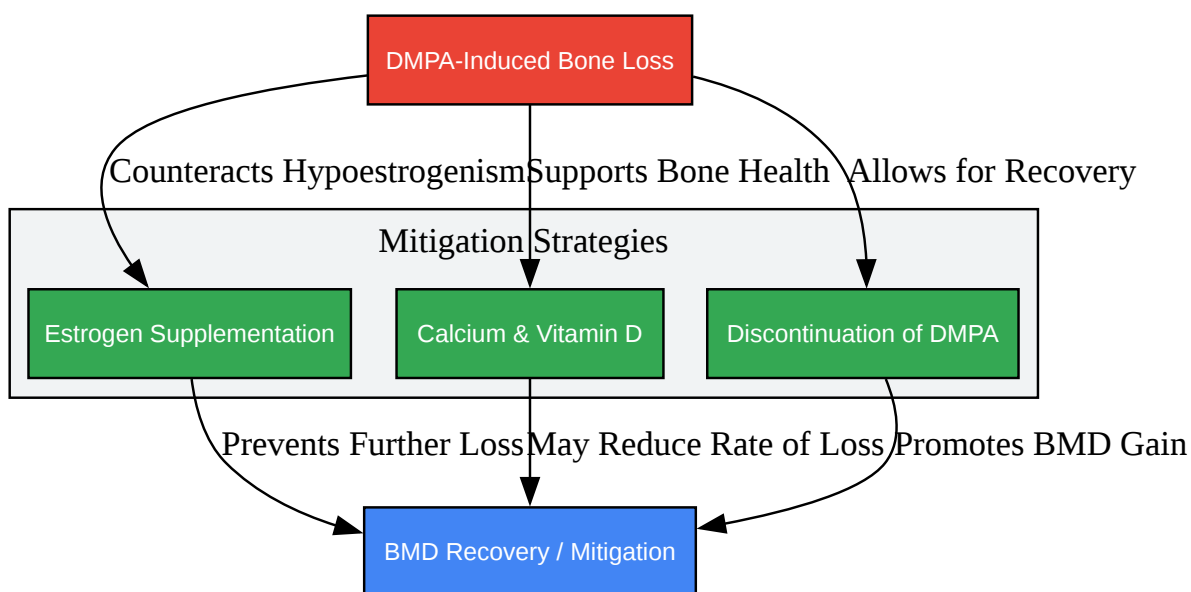 DMPA-Induced Bone Loss
Counteracts Hypoestrogenism
Supports Bone Health
Allows for Recovery
Mitigation Strategies
Estrogen Supplementation
Calcium & Vitamin D
Discontinuation of DMPA
Prevents Further Loss
May Reduce Rate of Loss
Promotes BMD Gain
BMD Recovery / Mitigation